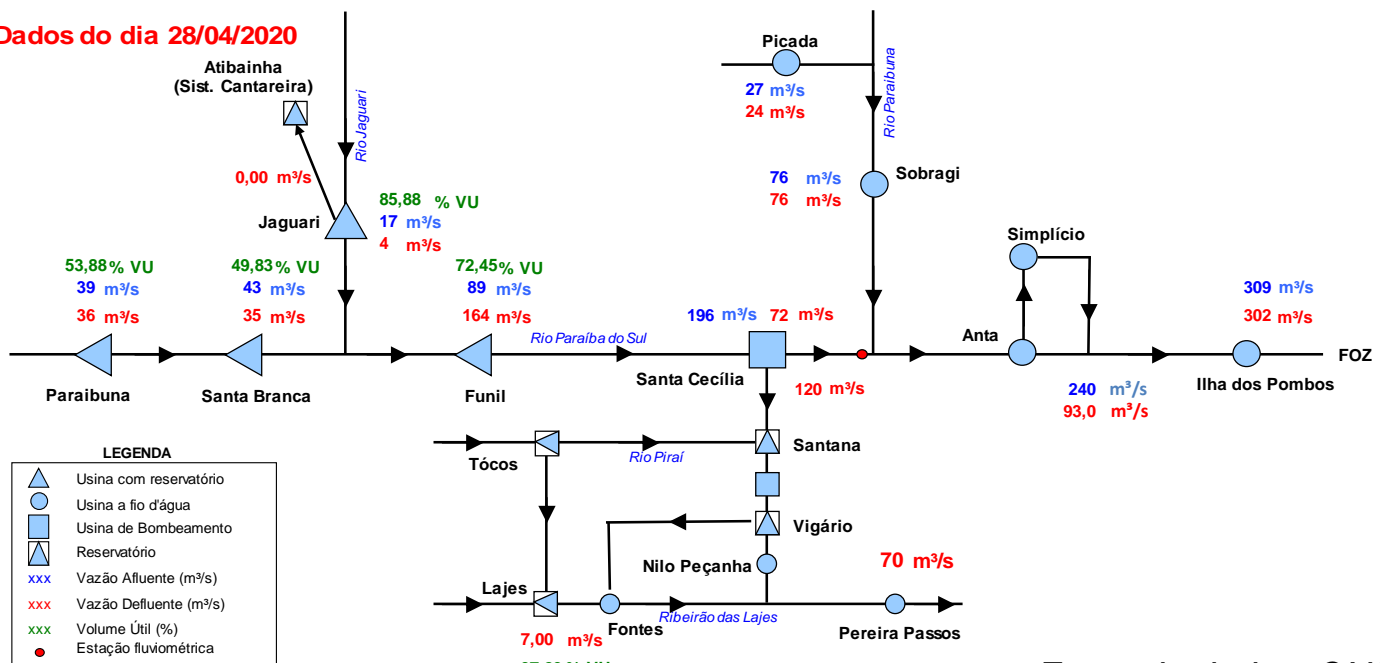 Dados do dia 28/04/2020
Atibainha
(Sist. Cantareira)
Rio Jaguari
0,00 m³/s
Jaguari
85,88 % VU
17 m³/s
4 m³/s
Picada
27 m³/s
24 m³/s
Rio Paraibuna
76 m³/s
76 m³/s
Sobragi
53,88% VU
39 m³/s
36 m³/s
Paraibuna
49,83% VU
43 m³/s
35 m³/s
Santa Branca
72,45% VU
89 m³/s
164 m³/s
Funil
Rio Paraíba do Sul
196 m³/s 72 m³/s
Santa Cecília
120 m³/s
Simplício
Anta
240 m³/s
93,0 m³/s
309 m³/s
302 m³/s
Ilha dos Pombos
FOZ
Tócos
Rio Piraí
Santana
Vigário
Nilo Peçanha
70 m³/s
Lajes
7,00 m³/s
Fontes
Ribeirão das Lajes
Pereira Passos
LEGENDA
Usina com reservatório
Usina a fio d'água
Usina de Bombeamento
Reservatório
xxx Vazão Afluente (m³/s)
xxx Vazão Defluente (m³/s)
xxx Volume Útil (%)
Estação fluviométrica